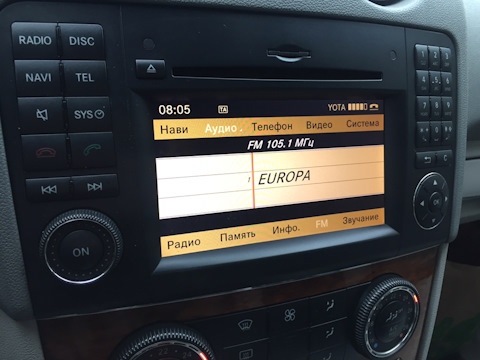 RADIO DISC
NAVI TEL
SYS
ON
08:05 TA YOTA
Нави Аудио Телефон Видео Система
FM 105.1 МГц
1 EUROPA
Радио Память Инфо. FM Звучание